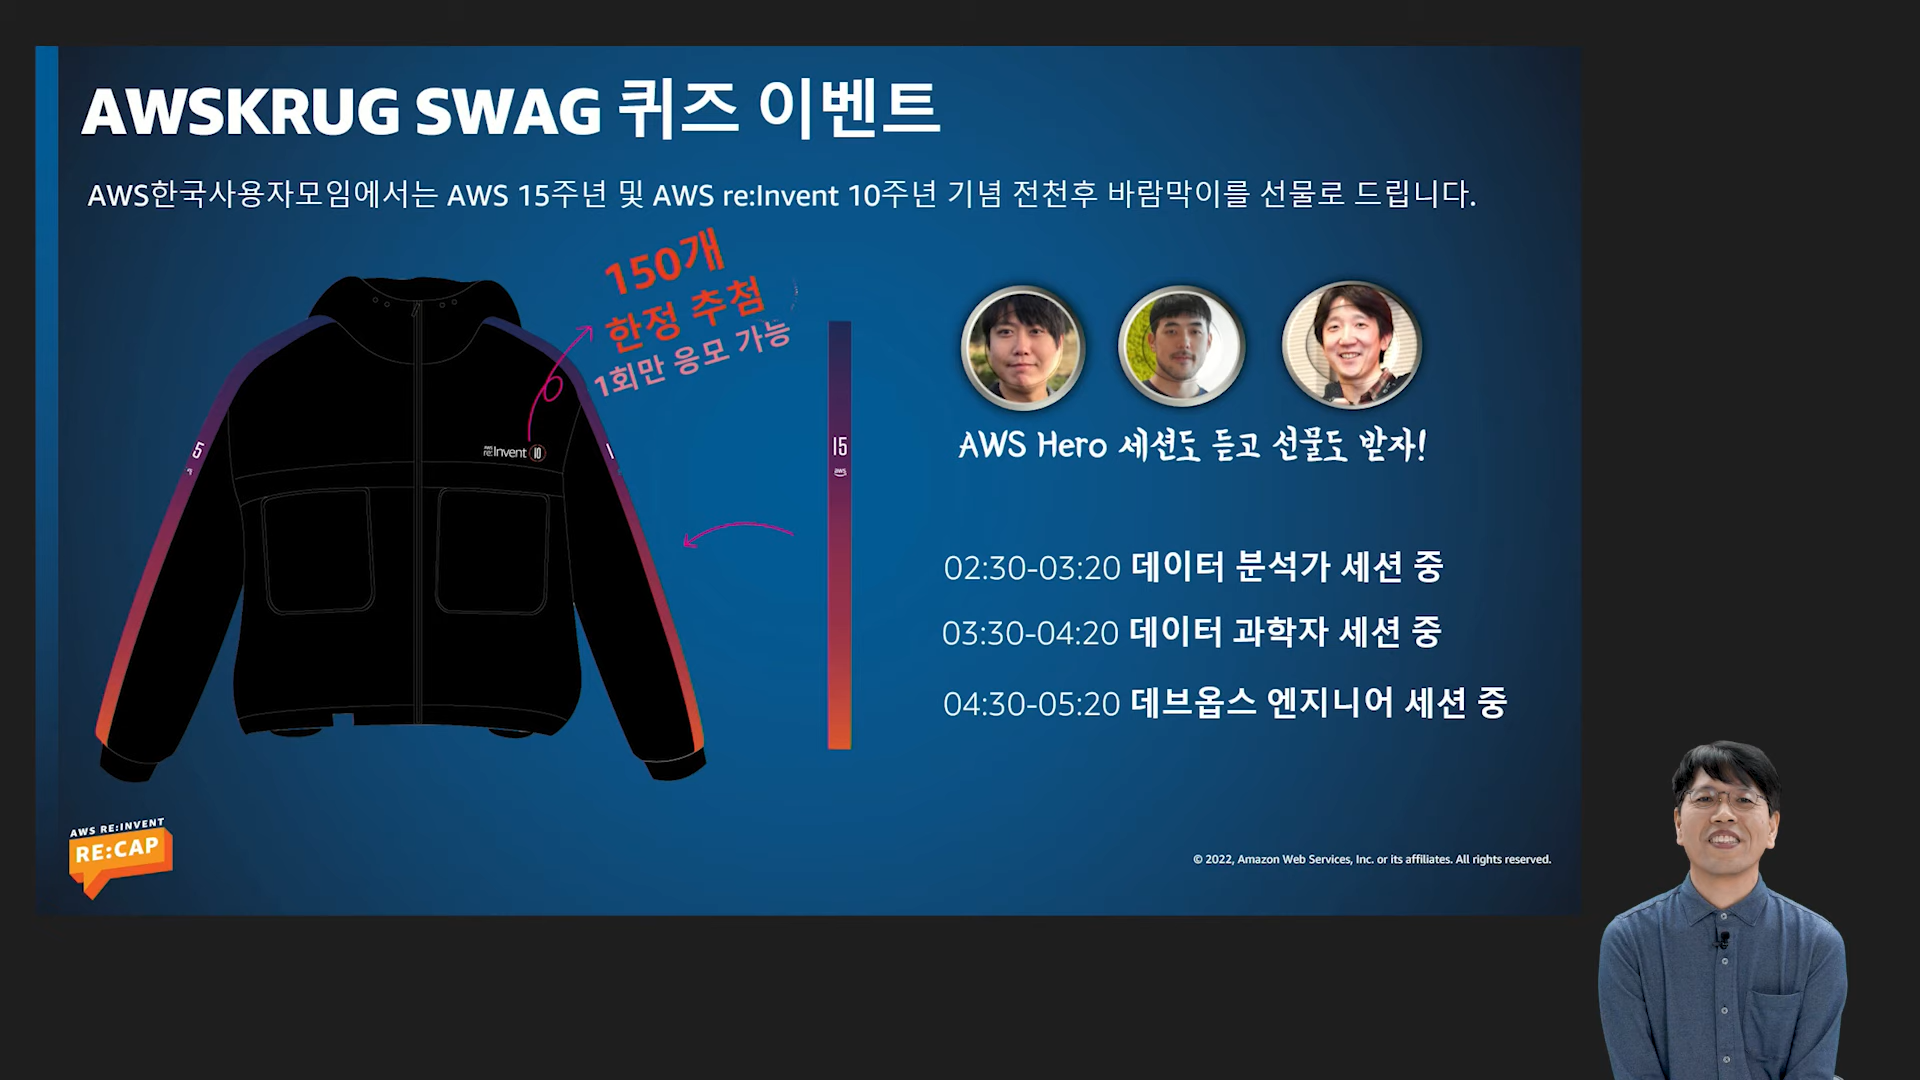 AWSKRUG SWAG 퀴즈 이벤트
AWS한국사용자모임에서는 AWS 15주년 및 AWS re:Invent 10주년 기념 전천후 바람막이를 선물로 드립니다.
150개
한정 추첨
1회만 응모 가능
5
aws
re:Invent 10
15
aws
AWS Hero 세션도 듣고 선물도 받자!
02:30-03:20 데이터 분석가 세션 중
03:30-04:20 데이터 과학자 세션 중
04:30-05:20 데브옵스 엔지니어 세션 중
AWS RE:INVENT
RE:CAP
© 2022, Amazon Web Services, Inc. or its affiliates. All rights reserved.